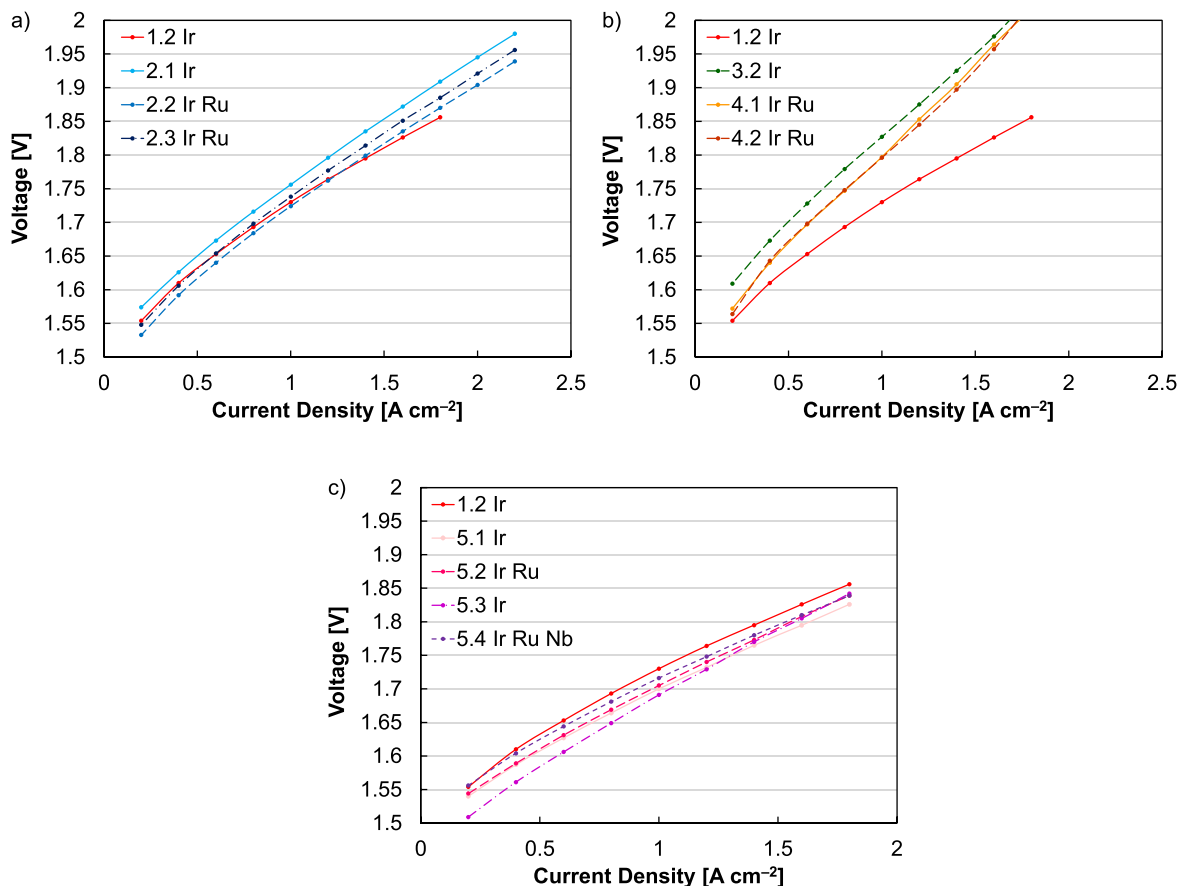 a)
2
1.95
1.9
1.85
1.8
1.75
1.7
1.65
1.6
1.55
1.5
Voltage [V]
1.2 Ir
2.1 Ir
2.2 Ir Ru
2.3 Ir Ru
0 0.5 1 1.5 2 2.5
Current Density [A cm⁻²]
b)
2
1.95
1.9
1.85
1.8
1.75
1.7
1.65
1.6
1.55
1.5
Voltage [V]
1.2 Ir
3.2 Ir
4.1 Ir Ru
4.2 Ir Ru
0 0.5 1 1.5 2 2.5
Current Density [A cm⁻²]
c)
2
1.95
1.9
1.85
1.8
1.75
1.7
1.65
1.6
1.55
1.5
Voltage [V]
1.2 Ir
5.1 Ir
5.2 Ir Ru
5.3 Ir
5.4 Ir Ru Nb
0 0.5 1 1.5 2
Current Density [A cm⁻²]